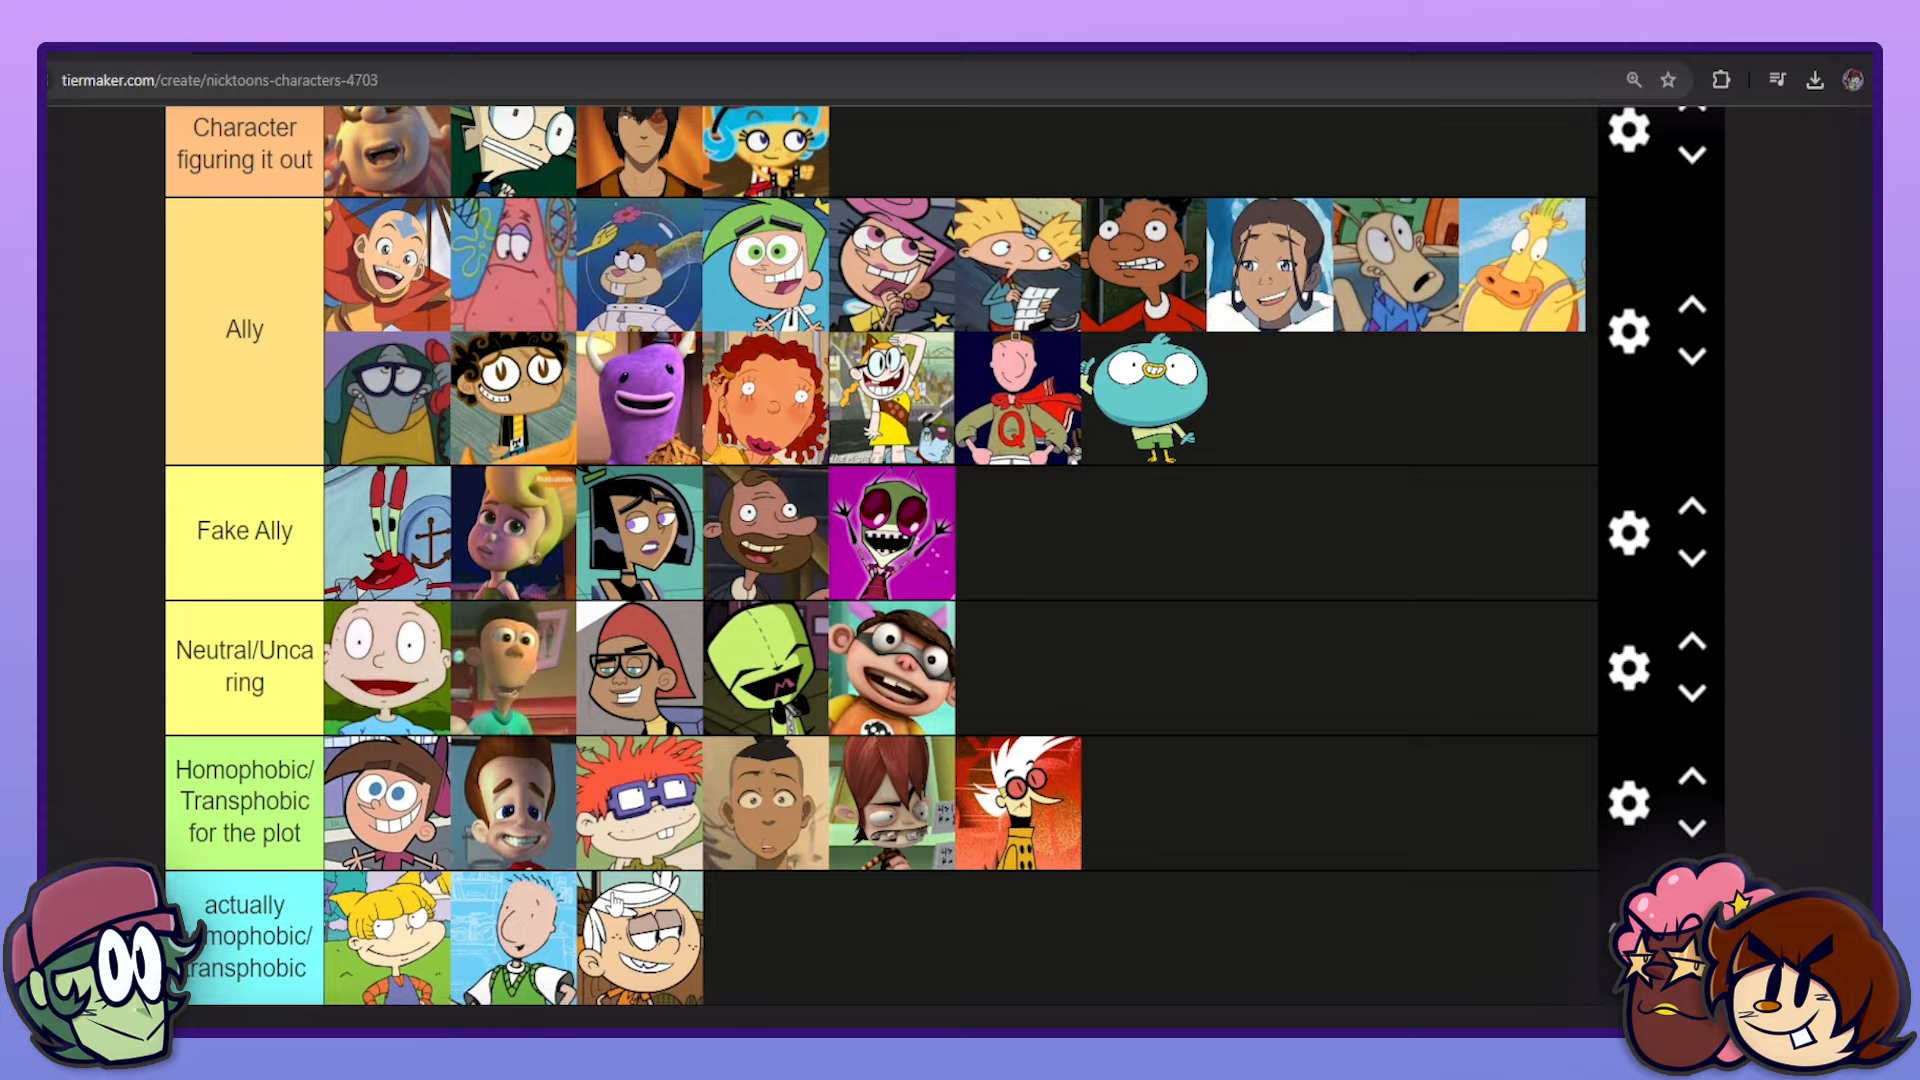 tiermaker.com/create/nicktoons-characters-4703
Character
figuring it out
Ally
Q
Fake Ally
Neutral/Unca
ring
Homophobic/
Transphobic
for the plot
actually
mophobic/
ransphobic